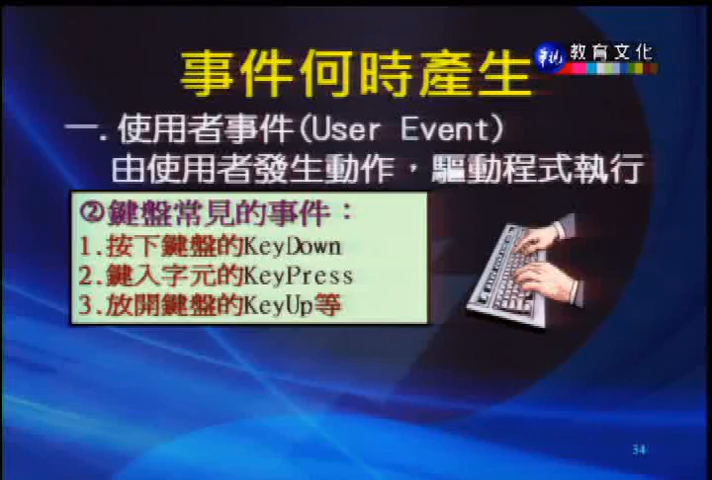 事件何時產生
華視 教育文化
一.使用者事件(User Event)
由使用者發生動作，驅動程式執行
②鍵盤常見的事件：
1.按下鍵盤的KeyDown
2.鍵入字元的KeyPress
3.放開鍵盤的KeyUp等
34